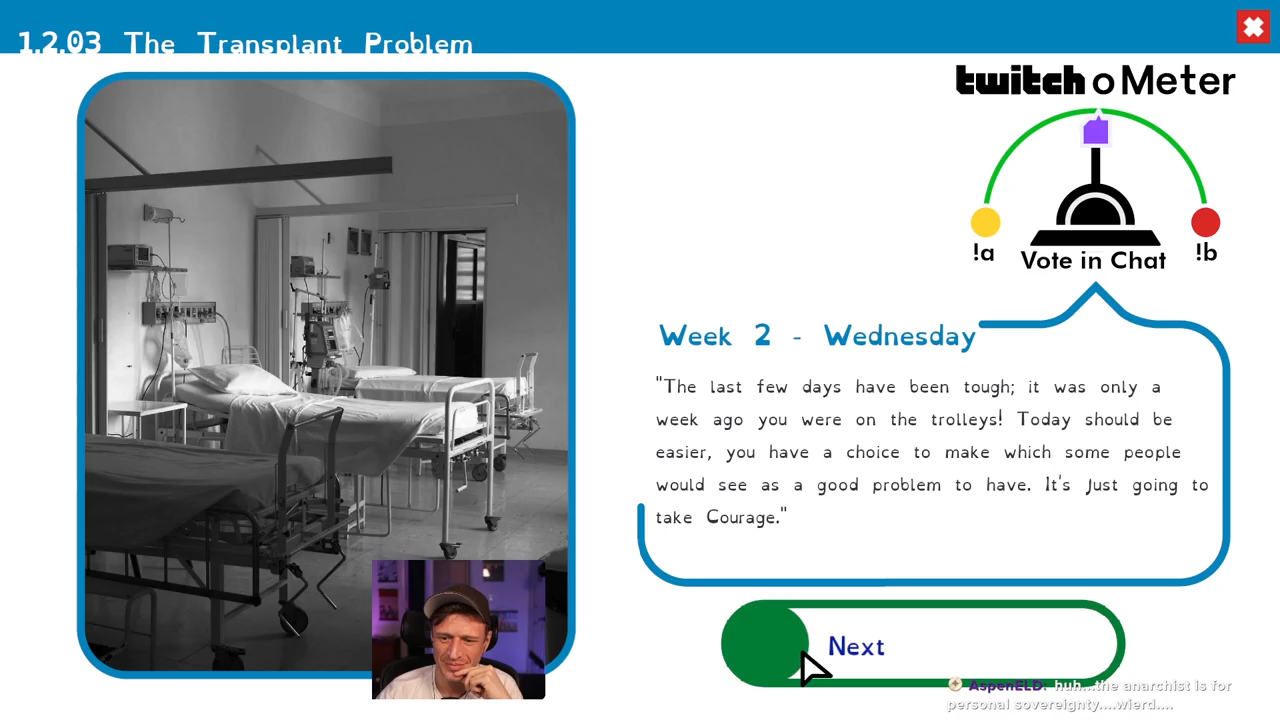 1.2.03 The Transplant Problem
twitch o Meter
!a
Vote in Chat
!b
Week 2 - Wednesday
"The last few days have been tough; it was only a
week ago you were on the trolleys! Today should be
easier, you have a choice to make which some people
would see as a good problem to have. It's Just going to
take Courage."
Next
AspenELD: huh...the anarchist is for
personal sovereignty....wierd....